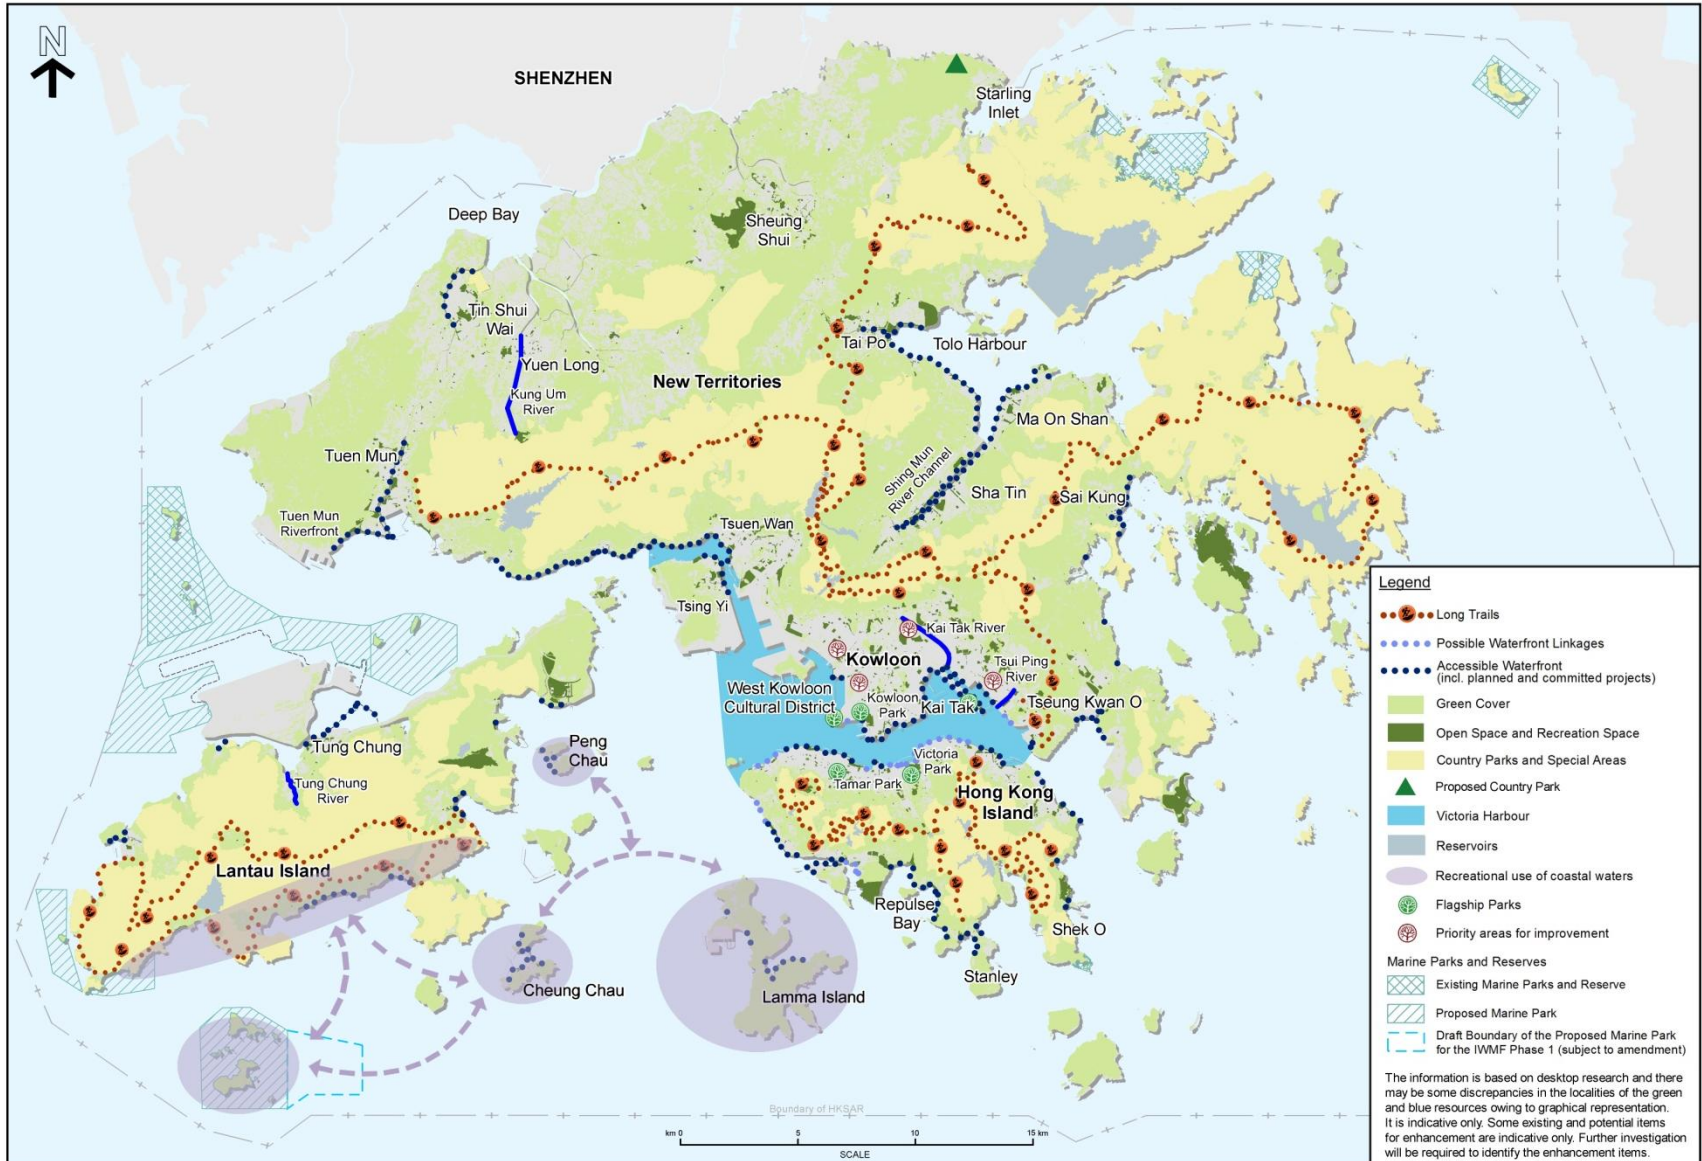 N
SHENZHEN
Starling
Inlet
Deep Bay
Sheung
Shui
Tin Shui
Wai
Yuen Long
Kung Um
River
New Territories
Tai Po
Tolo Harbour
Ma On Shan
Tuen Mun
Shing Mun
River Channel
Sha Tin
Sai Kung
Tuen Mun
Riverfront
Tsuen Wan
Tsing Yi
Kai Tak River
Kowloon
Tsui Ping
River
West Kowloon
Cultural District
Kowloon
Park
Kai Tak
Tseung Kwan O
Tung Chung
Peng
Chau
Victoria
Park
Tamar Park
Tung Chung
River
Hong Kong
Island
Lantau Island
Repulse
Bay
Shek O
Stanley
Cheung Chau
Lamma Island
Boundary of HKSAR
km 0 5 10 15 km
SCALE
Legend
Long Trails
Possible Waterfront Linkages
Accessible Waterfront
(incl. planned and committed projects)
Green Cover
Open Space and Recreation Space
Country Parks and Special Areas
Proposed Country Park
Victoria Harbour
Reservoirs
Recreational use of coastal waters
Flagship Parks
Priority areas for improvement
Marine Parks and Reserves
Existing Marine Parks and Reserve
Proposed Marine Park
Draft Boundary of the Proposed Marine Park
for the IWMF Phase 1 (subject to amendment)
The information is based on desktop research and there
may be some discrepancies in the localities of the green
and blue resources owing to graphical representation.
It is indicative only. Some existing and potential items
for enhancement are indicative only. Further investigation
will be required to identify the enhancement items.